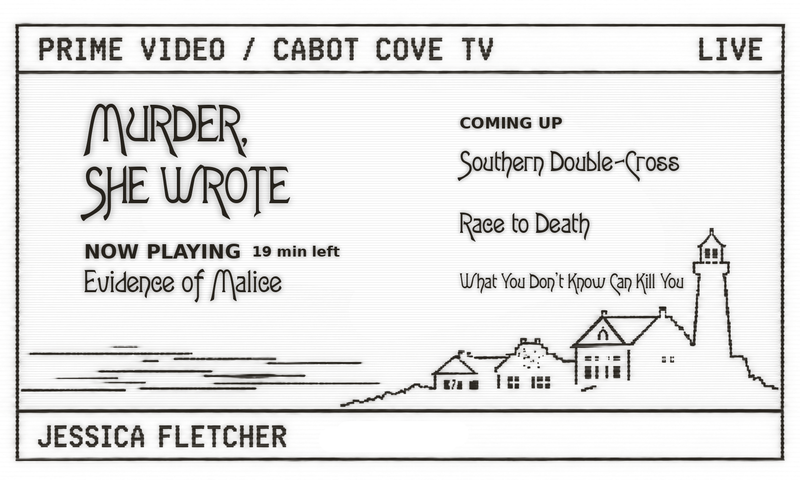 PRIME VIDEO / CABOT COVE TV
LIVE
MURDER,
SHE WROTE
NOW PLAYING 19 min left
Evidence of Malice
COMING UP
Southern Double-Cross
Race to Death
What You Don't Know Can Kill You
JESSICA FLETCHER